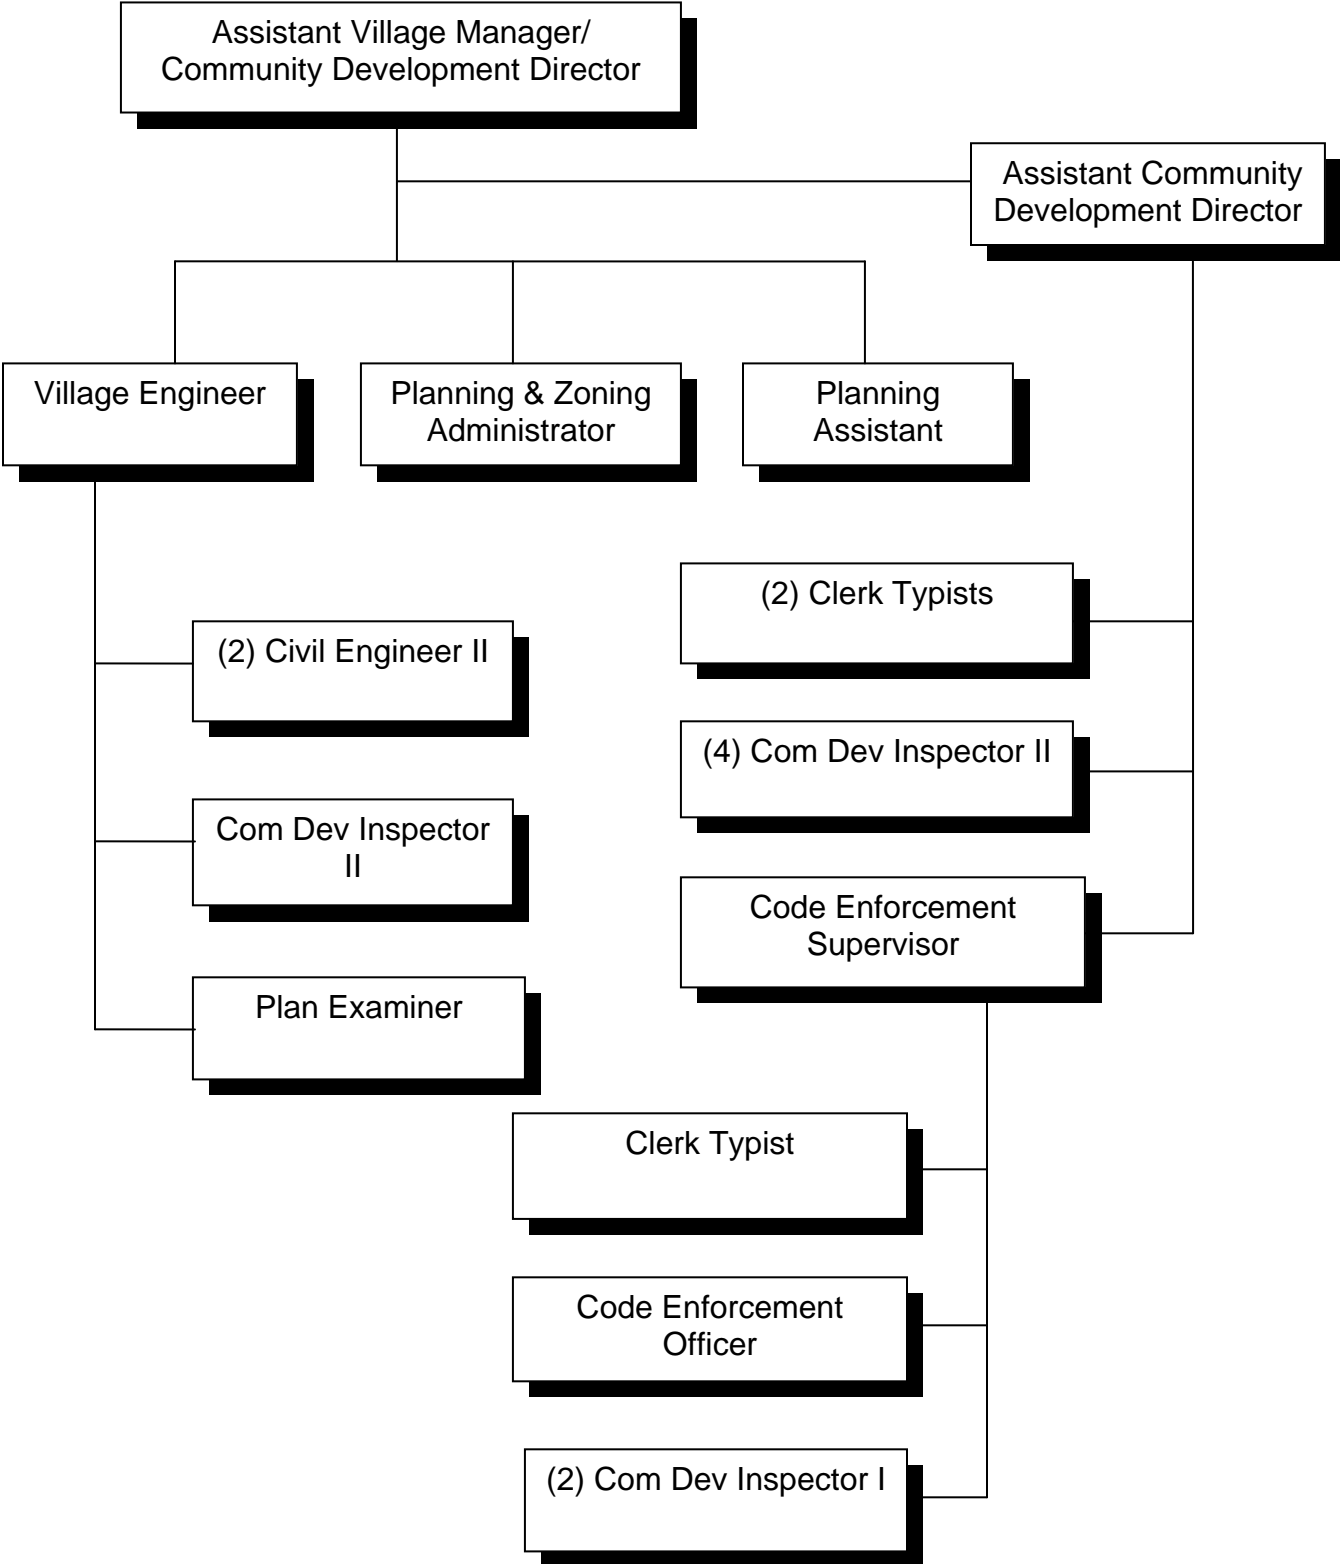 Assistant Village Manager/
Community Development Director
Assistant Community
Development Director
Village Engineer
Planning & Zoning
Administrator
Planning
Assistant
(2) Clerk Typists
(2) Civil Engineer II
(4) Com Dev Inspector II
Com Dev Inspector
II
Code Enforcement
Supervisor
Plan Examiner
Clerk Typist
Code Enforcement
Officer
(2) Com Dev Inspector I